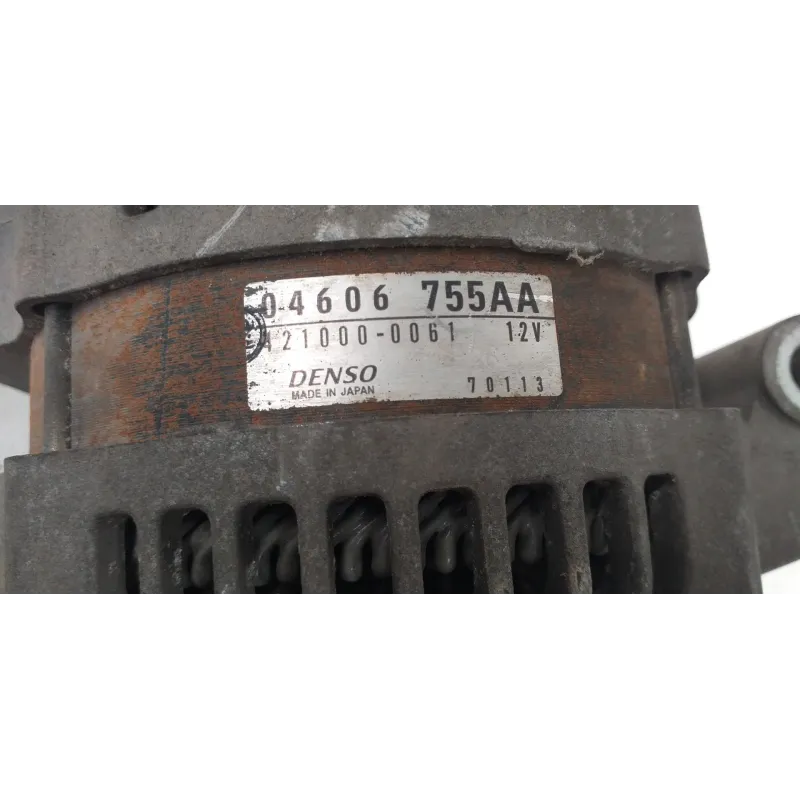 04606 755AA
421000-0061 12V
DENSO
MADE IN JAPAN 70113